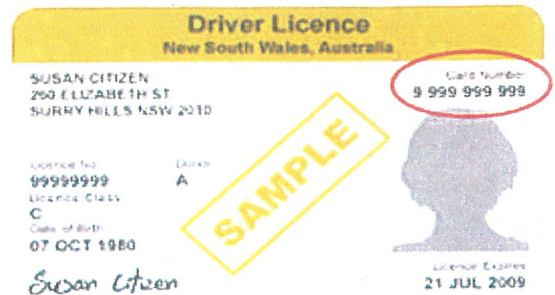 Driver Licence
New South Wales, Australia
SUSAN CITIZEN
260 ELIZABETH ST
SURRY HILLS NSW 2010
Card Number
9 999 999 999
Licence No.
99999999
Donor
A
Licence Class
C
Date of Birth
07 OCT 1980
SAMPLE
Susan Citizen
Licence Expires
21 JUL 2009